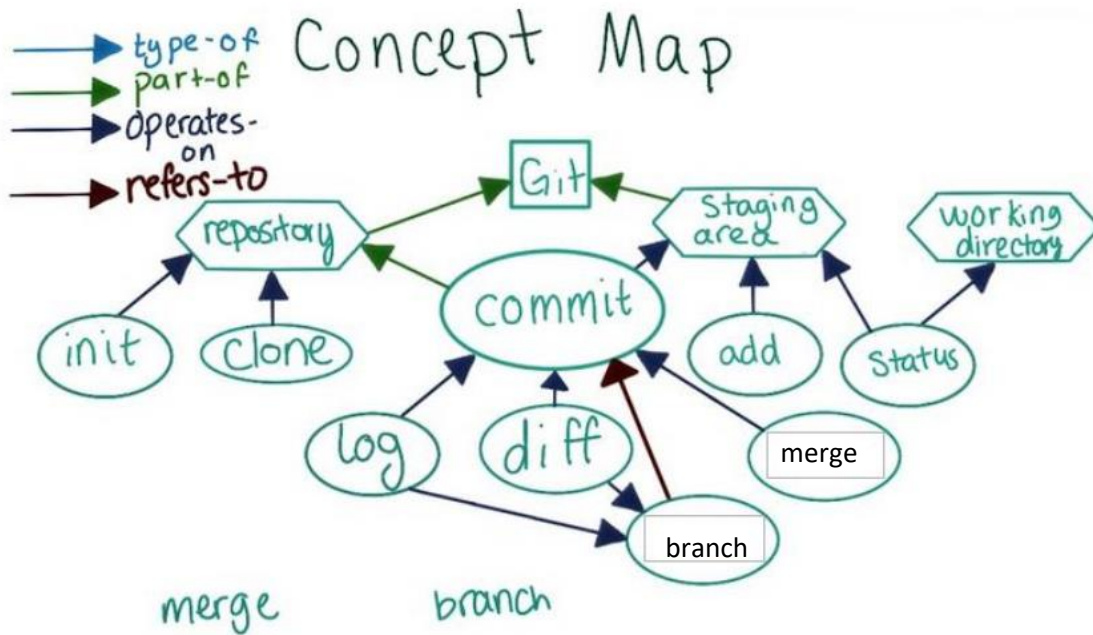 Concept Map
type-of
part-of
operates-
on
refers-to
Git
repository
Staging
area
working
directory
commit
init
clone
add
status
log
diff
merge
branch
merge
branch